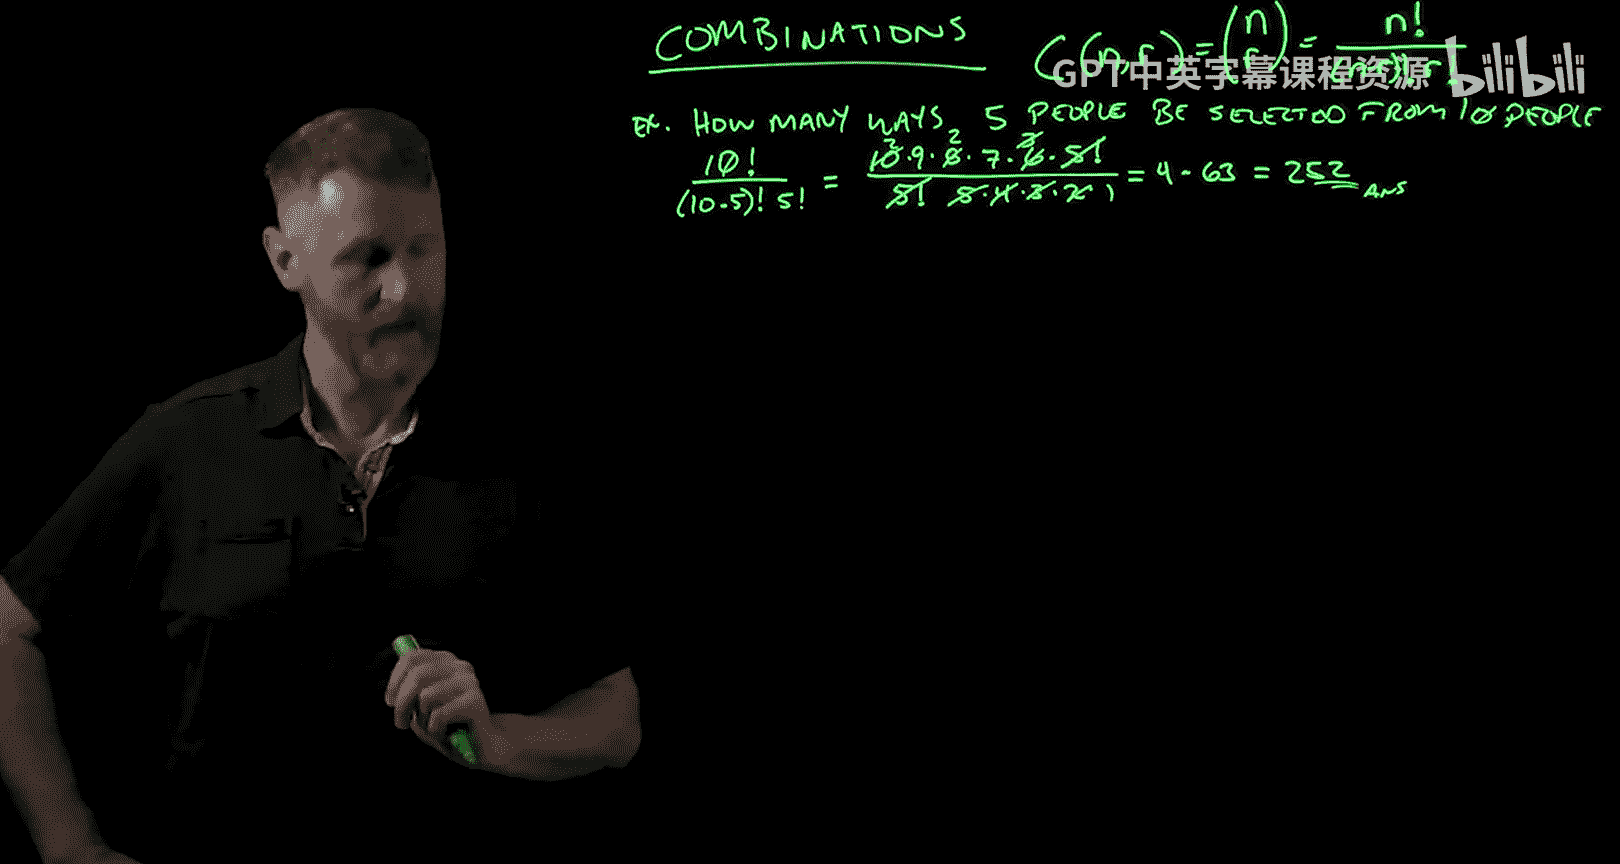 COMBINATIONS C(n,r) = (n r) = n! / (n-r)! r!
GPT中英字幕课程资源 bilibili
EX. HOW MANY WAYS 5 PEOPLE BE SELECTED FROM 10 PEOPLE
10! / (10-5)! 5! = 10·9·8·7·6·5! / 5! 5·4·3·2 1 = 4 · 63 = 252 ANS